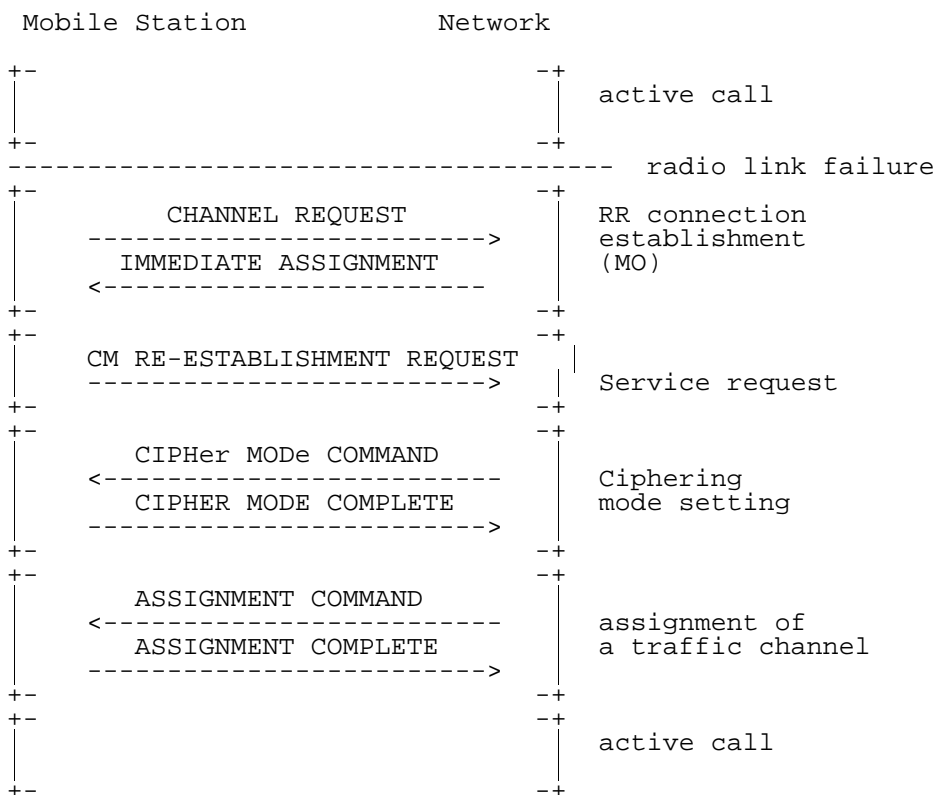 Mobile Station Network
active call
radio link failure
CHANNEL REQUEST RR connection
establishment
IMMEDIATE ASSIGNMENT (MO)
CM RE-ESTABLISHMENT REQUEST
Service request
CIPHer MODe COMMAND
Ciphering
CIPHER MODE COMPLETE mode setting
ASSIGNMENT COMMAND
assignment of
ASSIGNMENT COMPLETE a traffic channel
active call